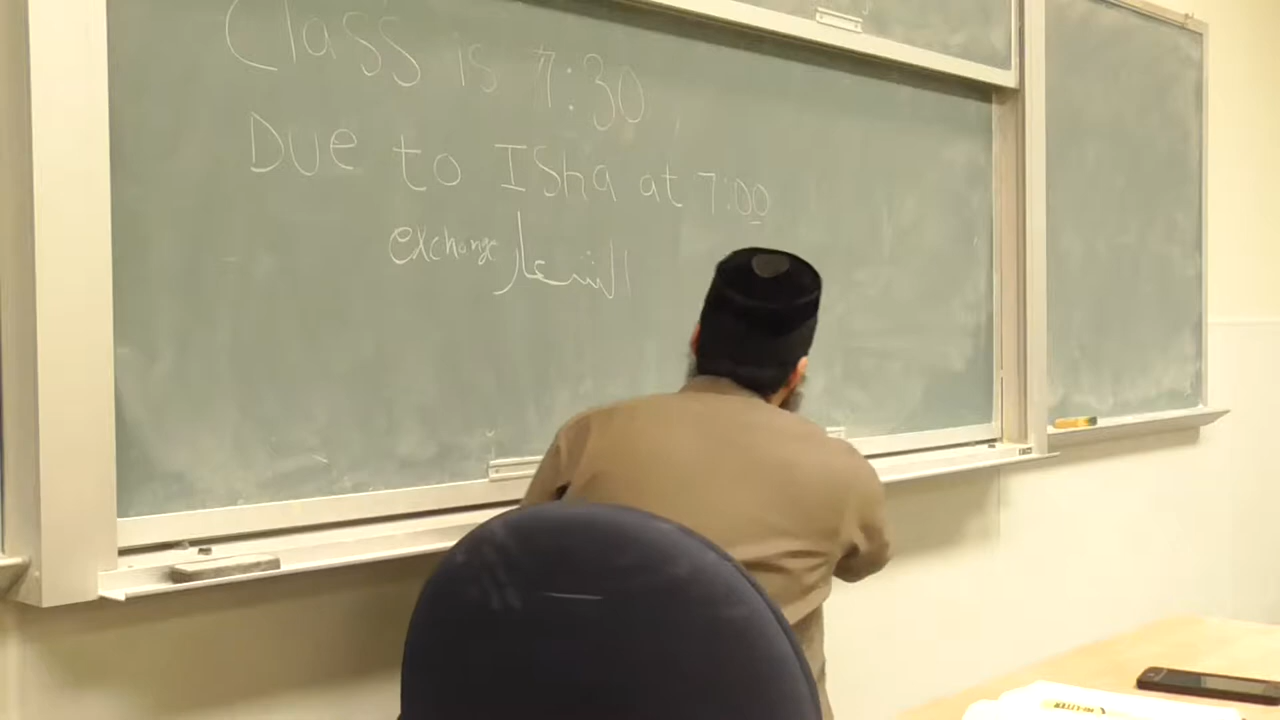 Class is 7:30
Due to ISha at 7:00
exchange الشعار